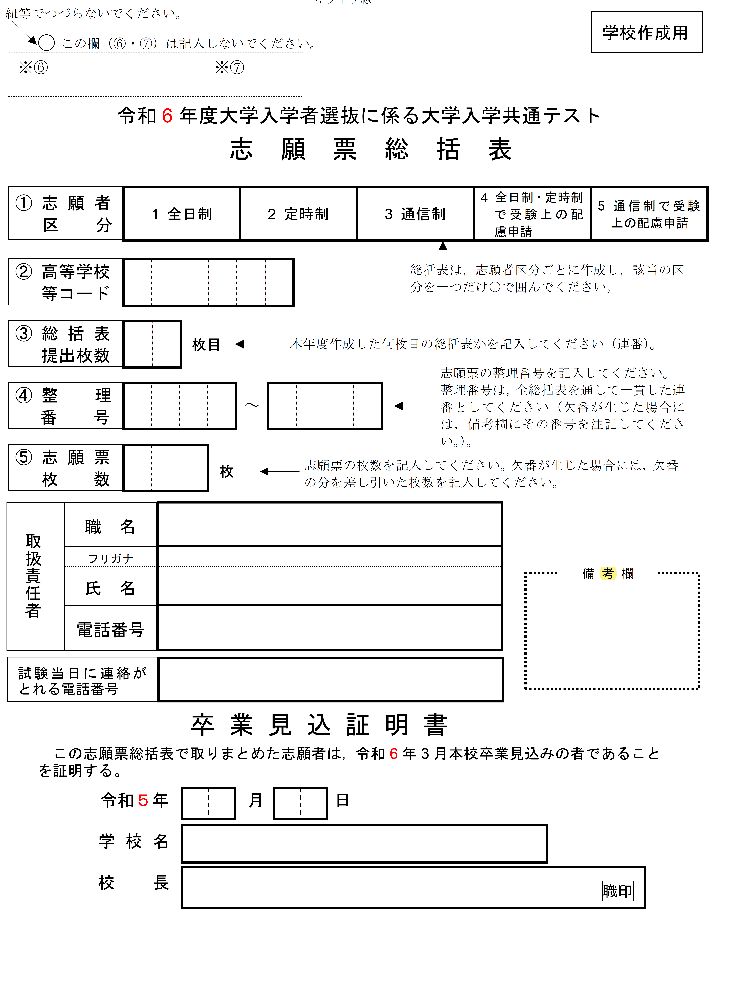 紐等でつづらないでください。
学校作成用
この欄（⑥・⑦）は記入しないでください。
※⑥
※⑦
令和６年度大学入学者選抜に係る大学入学共通テスト
志願票総括表
① 志願者
区分
1 全日制
2 定時制
3 通信制
4 全日制・定時制
で受験上の配
慮申請
5 通信制で受験
上の配慮申請
総括表は，志願者区分ごとに作成し，該当の区
分を一つだけ○で囲んでください。
② 高等学校
等コード
③ 総括表
提出枚数
枚目
本年度作成した何枚目の総括表かを記入してください（連番）。
④ 整理
番号
～
志願票の整理番号を記入してください。
整理番号は，全総括表を通して一貫した連
番としてください（欠番が生じた場合に
は，備考欄にその番号を注記してくださ
い。）。
⑤ 志願票
枚数
枚
志願票の枚数を記入してください。欠番が生じた場合には，欠番
の分を差し引いた枚数を記入してください。
取扱責任者
職名
フリガナ
氏名
電話番号
備考欄
試験当日に連絡が
とれる電話番号
卒業見込証明書
この志願票総括表で取りまとめた志願者は，令和６年３月本校卒業見込みの者であること
を証明する。
令和５年 月 日
学校名
校長
職印